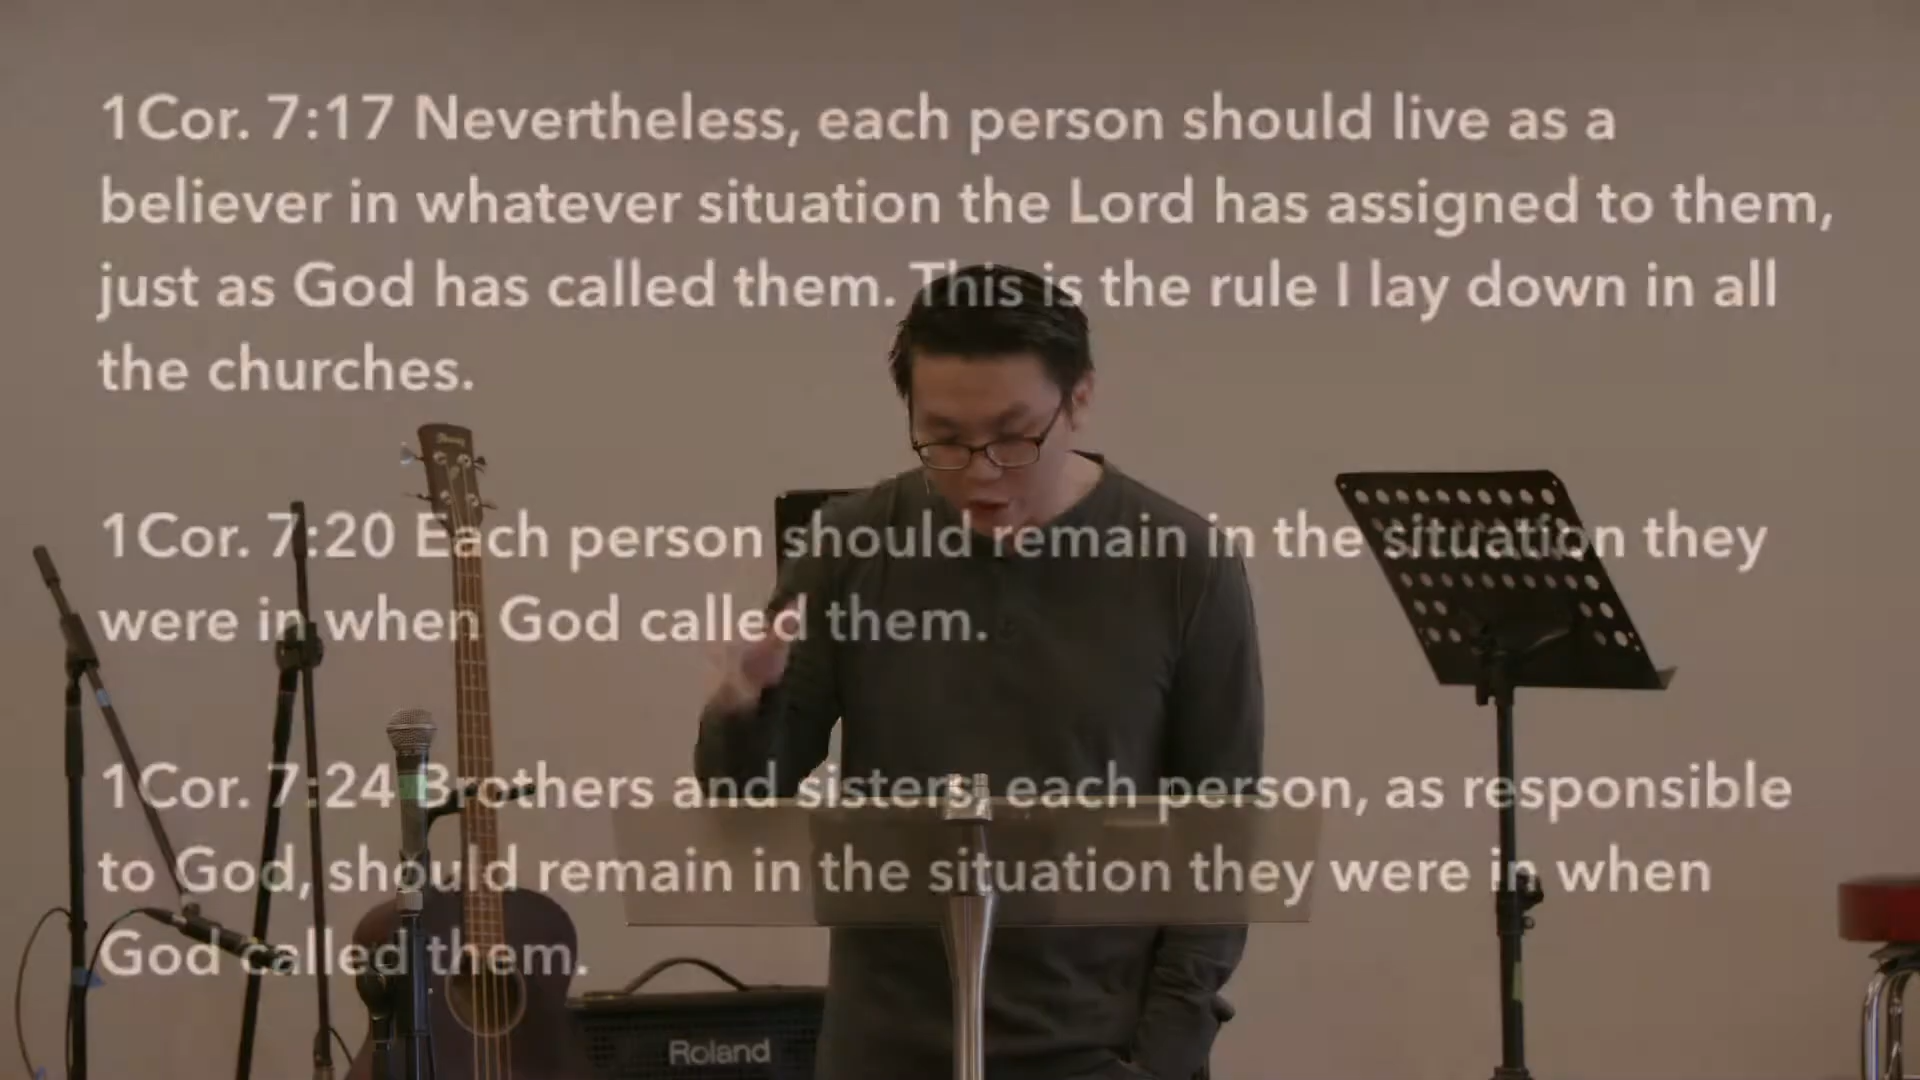 1Cor. 7:17 Nevertheless, each person should live as a
believer in whatever situation the Lord has assigned to them,
just as God has called them. This is the rule I lay down in all
the churches.
1Cor. 7:20 Each person should remain in the situation they
were in when God called them.
1Cor. 7:24 Brothers and sisters, each person, as responsible
to God, should remain in the situation they were in when
God called them.
Roland